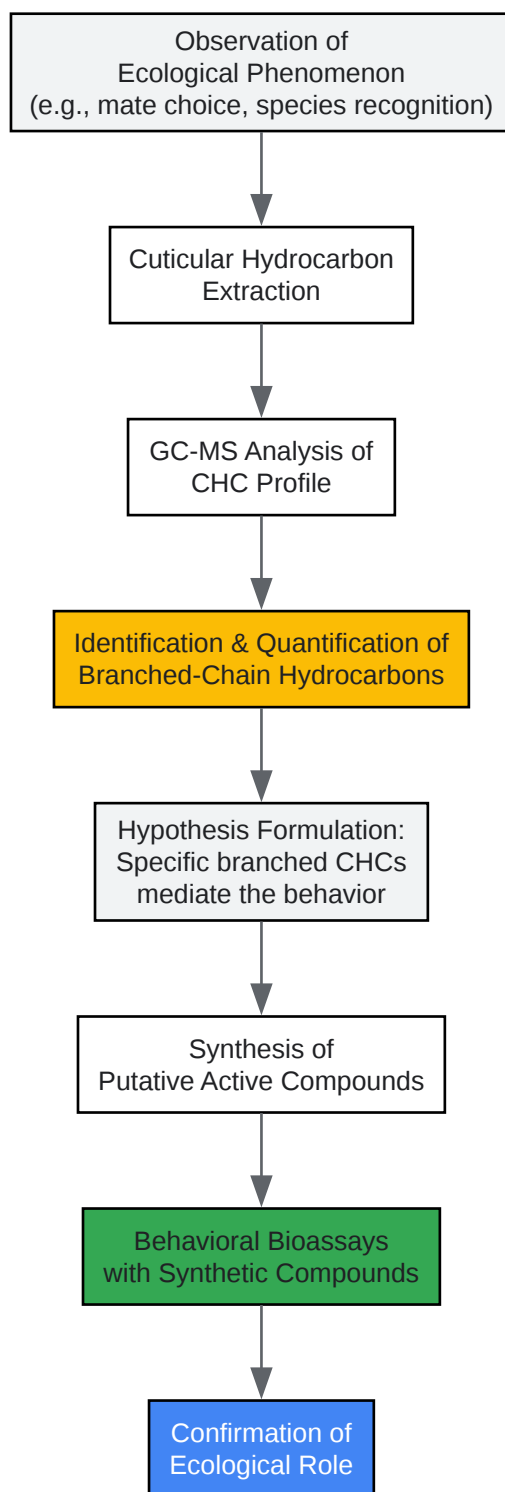 Observation of
Ecological Phenomenon
(e.g., mate choice, species recognition)
Cuticular Hydrocarbon
Extraction
GC-MS Analysis of
CHC Profile
Identification & Quantification of
Branched-Chain Hydrocarbons
Hypothesis Formulation:
Specific branched CHCs
mediate the behavior
Synthesis of
Putative Active Compounds
Behavioral Bioassays
with Synthetic Compounds
Confirmation of
Ecological Role